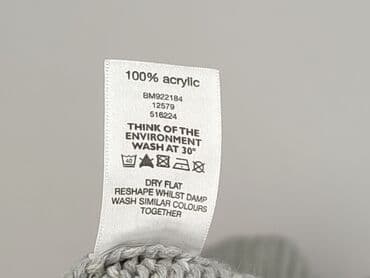 100% acrylic
BM922184
12579
516224
THINK OF THE
ENVIRONMENT
WASH AT 30°
40
DRY FLAT
RESHAPE WHILST DAMP
WASH SIMILAR COLOURS
TOGETHER